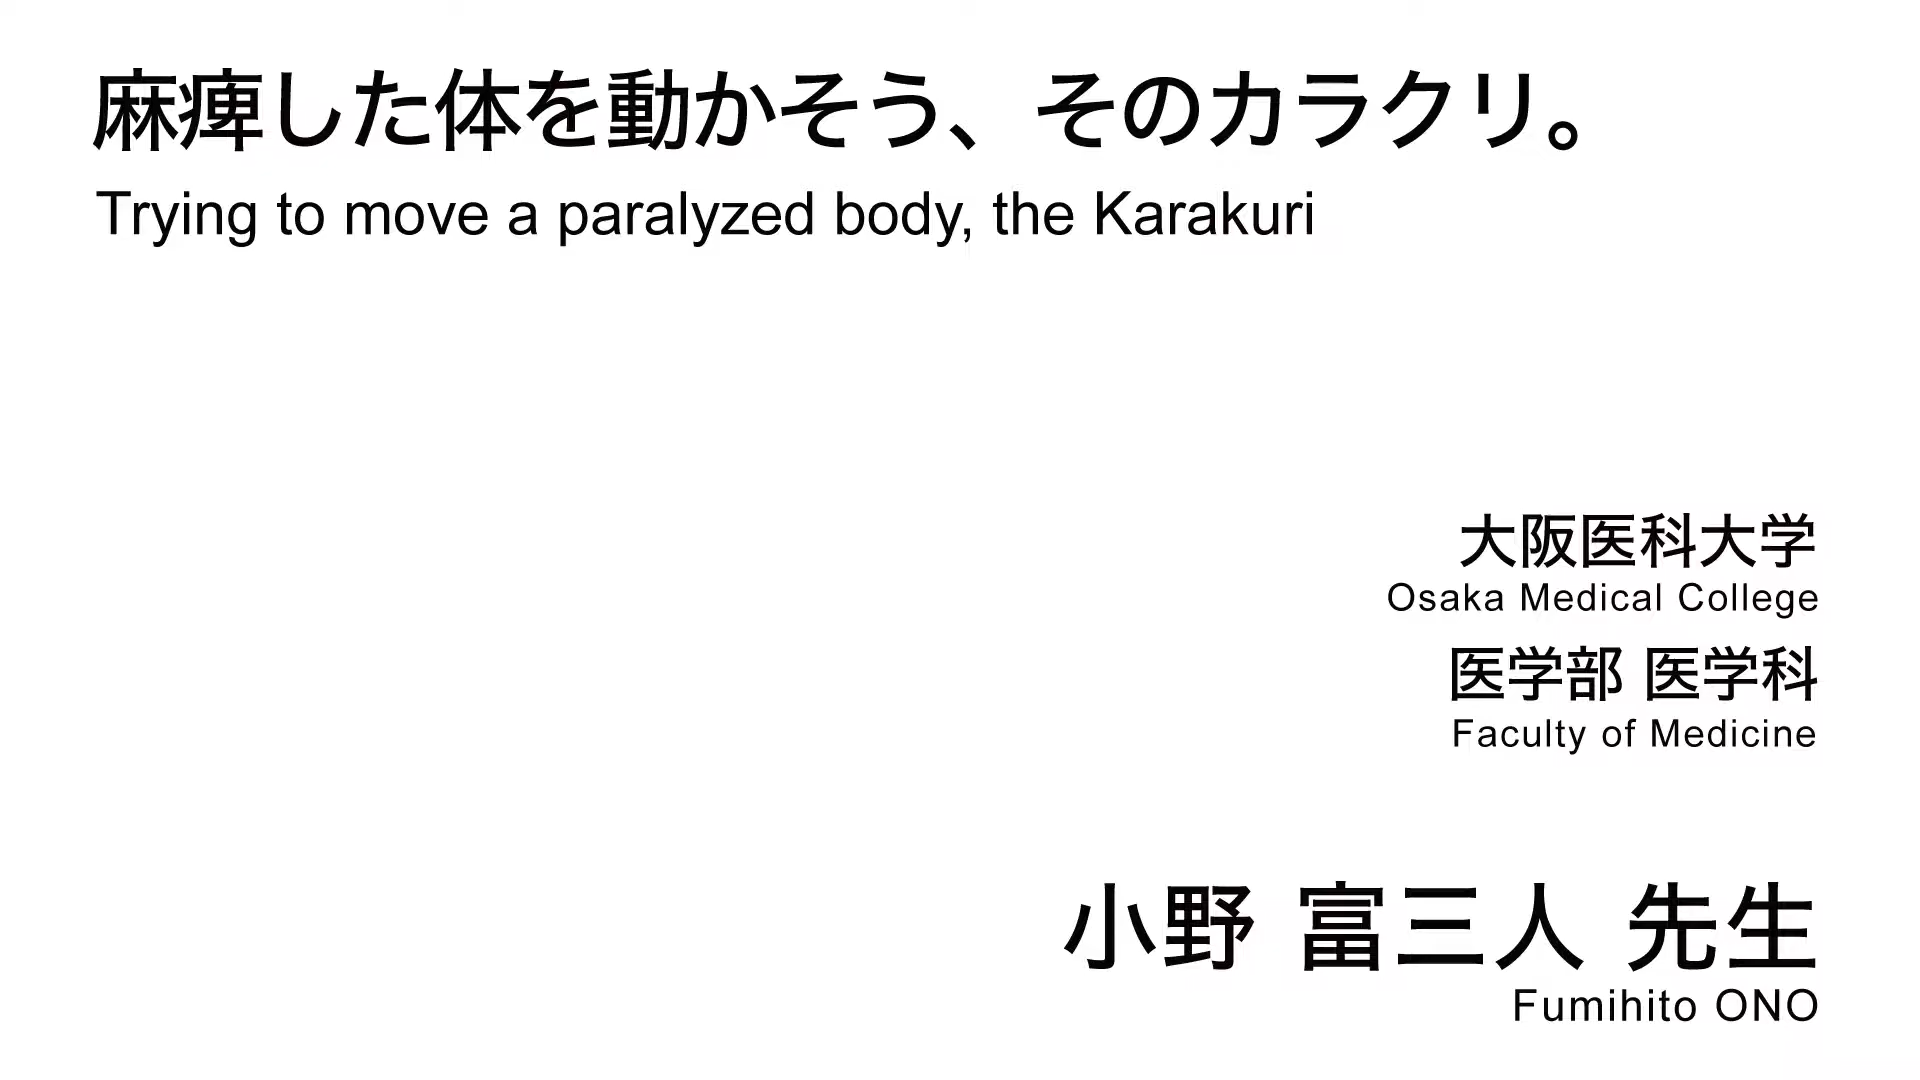 麻痺した体を動かそう、そのカラクリ。
Trying to move a paralyzed body, the Karakuri
大阪医科大学
Osaka Medical College
医学部 医学科
Faculty of Medicine
小野 富三人 先生
Fumihito ONO